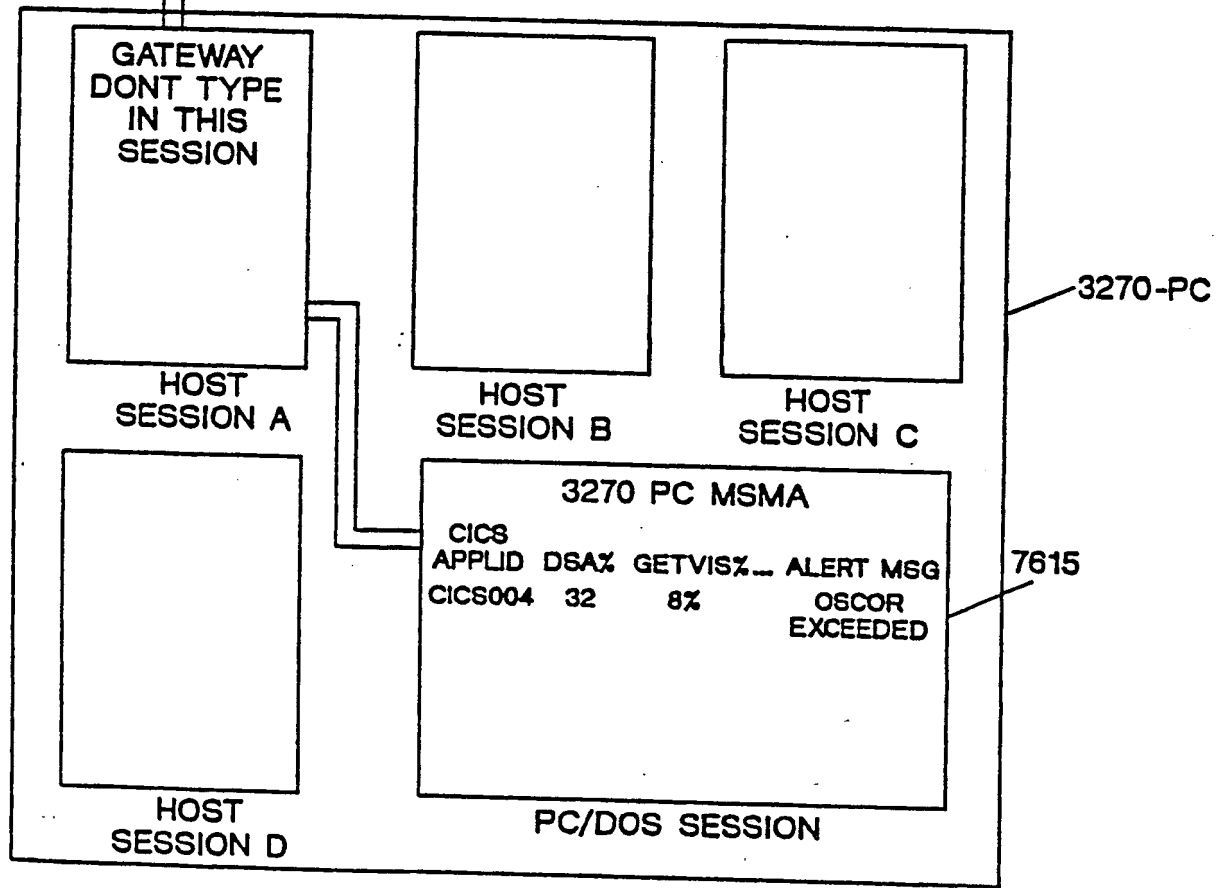 GATEWAY
DONT TYPE
IN THIS
SESSION
HOST
SESSION A
HOST
SESSION B
HOST
SESSION C
3270-PC
3270 PC MSMA
CICS
APPLID DSA% GETVIS%... ALERT MSG
CICS004 32 8% OSCOR
EXCEEDED
7615
HOST
SESSION D
PC/DOS SESSION